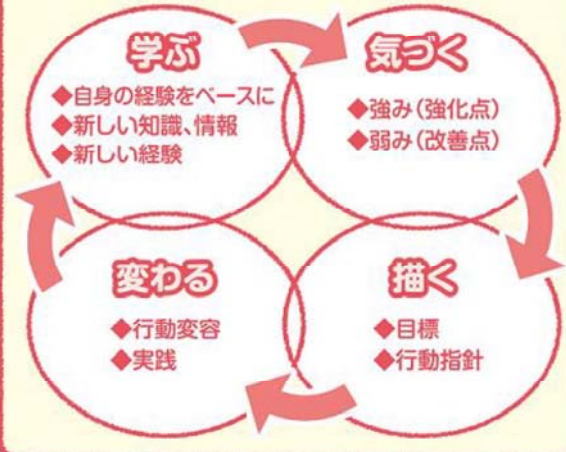 学ぶ
◆自身の経験をベースに
◆新しい知識、情報
◆新しい経験
気づく
◆強み(強化点)
◆弱み(改善点)
変わる
◆行動変容
◆実践
描く
◆目標
◆行動指針